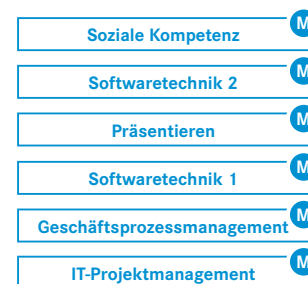 Soziale Kompetenz M
Softwaretechnik 2 M
Präsentieren M
Softwaretechnik 1 M
Geschäftsprozessmanagement M
IT-Projektmanagement M